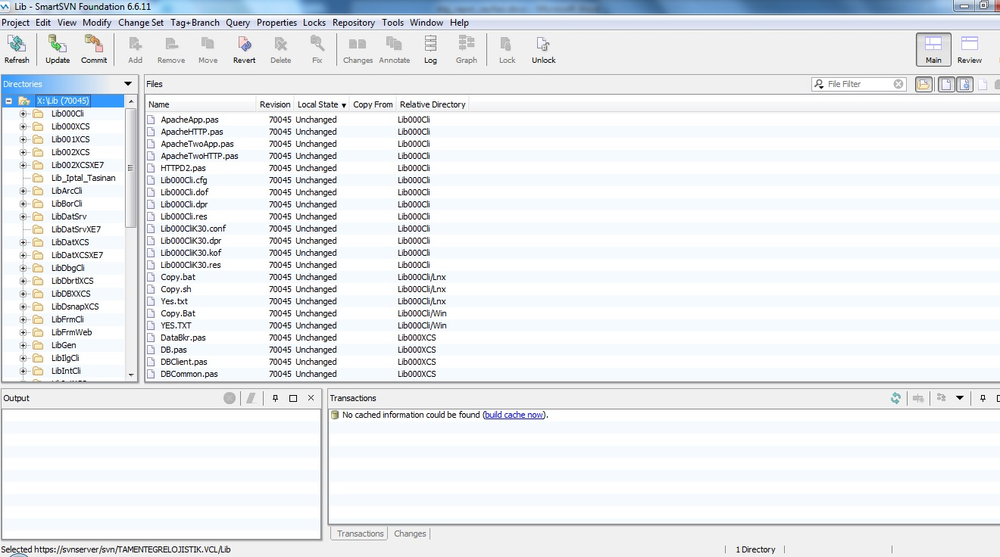 Lib - SmartSVN Foundation 6.6.11
Project Edit View Modify Change Set Tag+Branch Query Properties Locks Repository Tools Window Help
Refresh Update Commit Add Remove Move Revert Delete Fix Changes Annotate Log Graph Lock Unlock Main Review
Directories
X:\Lib (70045)
Lib000Cli
Lib000XCS
Lib001XCS
Lib002XCS
Lib002XCSXE7
Lib_Iptal_Tasinan
LibArcCli
LibBorCli
LibDatSrv
LibDatSrvXE7
LibDatXCS
LibDatXCSXE7
LibDbgCli
LibDbrtlXCS
LibDBXXCS
LibDsnapXCS
LibFrmCli
LibFrmWeb
LibGen
LibIlgCli
LibIntCli
Files
File Filter
Name Revision Local State Copy From Relative Directory
ApacheApp.pas 70045 Unchanged Lib000Cli
ApacheHTTP.pas 70045 Unchanged Lib000Cli
ApacheTwoApp.pas 70045 Unchanged Lib000Cli
ApacheTwoHTTP.pas 70045 Unchanged Lib000Cli
HTTPD2.pas 70045 Unchanged Lib000Cli
Lib000Cli.cfg 70045 Unchanged Lib000Cli
Lib000Cli.dof 70045 Unchanged Lib000Cli
Lib000Cli.dpr 70045 Unchanged Lib000Cli
Lib000Cli.res 70045 Unchanged Lib000Cli
Lib000CliK30.conf 70045 Unchanged Lib000Cli
Lib000CliK30.dpr 70045 Unchanged Lib000Cli
Lib000CliK30.kof 70045 Unchanged Lib000Cli
Lib000CliK30.res 70045 Unchanged Lib000Cli
Copy.bat 70045 Unchanged Lib000Cli/Lnx
Copy.sh 70045 Unchanged Lib000Cli/Lnx
Yes.txt 70045 Unchanged Lib000Cli/Lnx
Copy.Bat 70045 Unchanged Lib000Cli/Win
YES.TXT 70045 Unchanged Lib000Cli/Win
DataBkr.pas 70045 Unchanged Lib000XCS
DB.pas 70045 Unchanged Lib000XCS
DBClient.pas 70045 Unchanged Lib000XCS
DBCommon.pas 70045 Unchanged Lib000XCS
Output
Transactions
No cached information could be found (build cache now).
Transactions Changes
Selected https://svnserver/svn/TAMENTEGRELOJISTIK.VCL/Lib
1 Directory